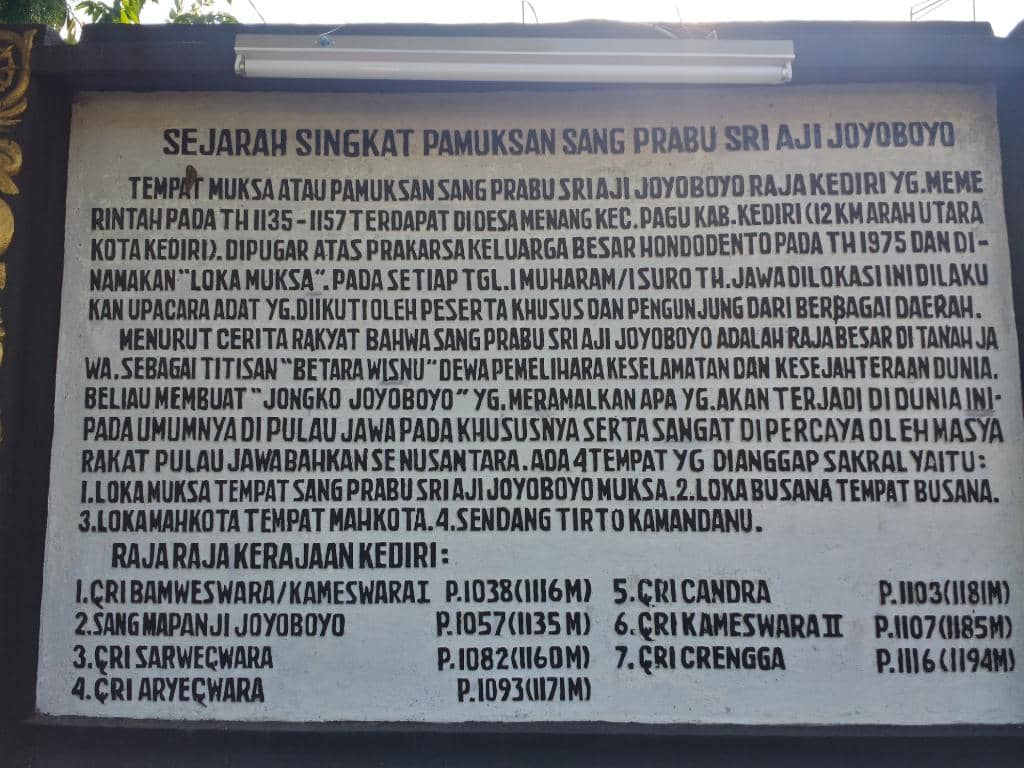 SEJARAH SINGKAT PAMUKSAN SANG PRABU SRI AJI JOYOBOYO
TEMPAT MUKSA ATAU PAMUKSAN SANG PRABU SRI AJI JOYOBOYO RAJA KEDIRI YG. MEME
RINTAH PADA TH 1135 - 1157 TERDAPAT DI DESA MENANG KEC. PAGU KAB. KEDIRI (12 KM ARAH UTARA
KOTA KEDIRI). DIPUGAR ATAS PRAKARSA KELUARGA BESAR HONDODENTO PADA TH 1975 DAN DI-
NAMAKAN "LOKA MUKSA". PADA SETIAP TGL. 1 MUHARAM/1 SURO TH. JAWA DILOKASI INI DILAKU
KAN UPACARA ADAT YG. DIIKUTI OLEH PESERTA KHUSUS DAN PENGUNJUNG DARI BERBAGAI DAERAH.
MENURUT CERITA RAKYAT BAHWA SANG PRABU SRI AJI JOYOBOYO ADALAH RAJA BESAR DI TANAH JA
WA. SEBAGAI TITISAN "BETARA WISNU" DEWA PEMELIHARA KESELAMATAN DAN KESEJAHTERAAN DUNIA.
BELIAU MEMBUAT "JONGKO JOYOBOYO" YG. MERAMALKAN APA YG. AKAN TERJADI DI DUNIA INI-
PADA UMUMNYA DI PULAU JAWA PADA KHUSUSNYA SERTA SANGAT DI PERCAYA OLEH MASYA
RAKAT PULAU JAWA BAHKAN SE NUSANTARA. ADA 4 TEMPAT YG DIANGGAP SAKRAL YAITU:
1. LOKA MUKSA TEMPAT SANG PRABU SRI AJI JOYOBOYO MUKSA. 2. LOKA BUSANA TEMPAT BUSANA.
3. LOKA MAHKOTA TEMPAT MAHKOTA. 4. SENDANG TIRTO KAMANDANU.
RAJA RAJA KERAJAAN KEDIRI:
1. ÇRI BAMWESWARA/KAMESWARA I P. 1038 (1116 M)
2. SANG MAPANJI JOYOBOYO P. 1057 (1135 M)
3. ÇRI SARWEÇWARA P. 1082 (1160 M)
4. ÇRI ARYEÇWARA P. 1093 (1171 M)
5. ÇRI CANDRA P. 1103 (1181 M)
6. ÇRI KAMESWARA II P. 1107 (1185 M)
7. ÇRI CRENGGA P. 1116 (1194 M)